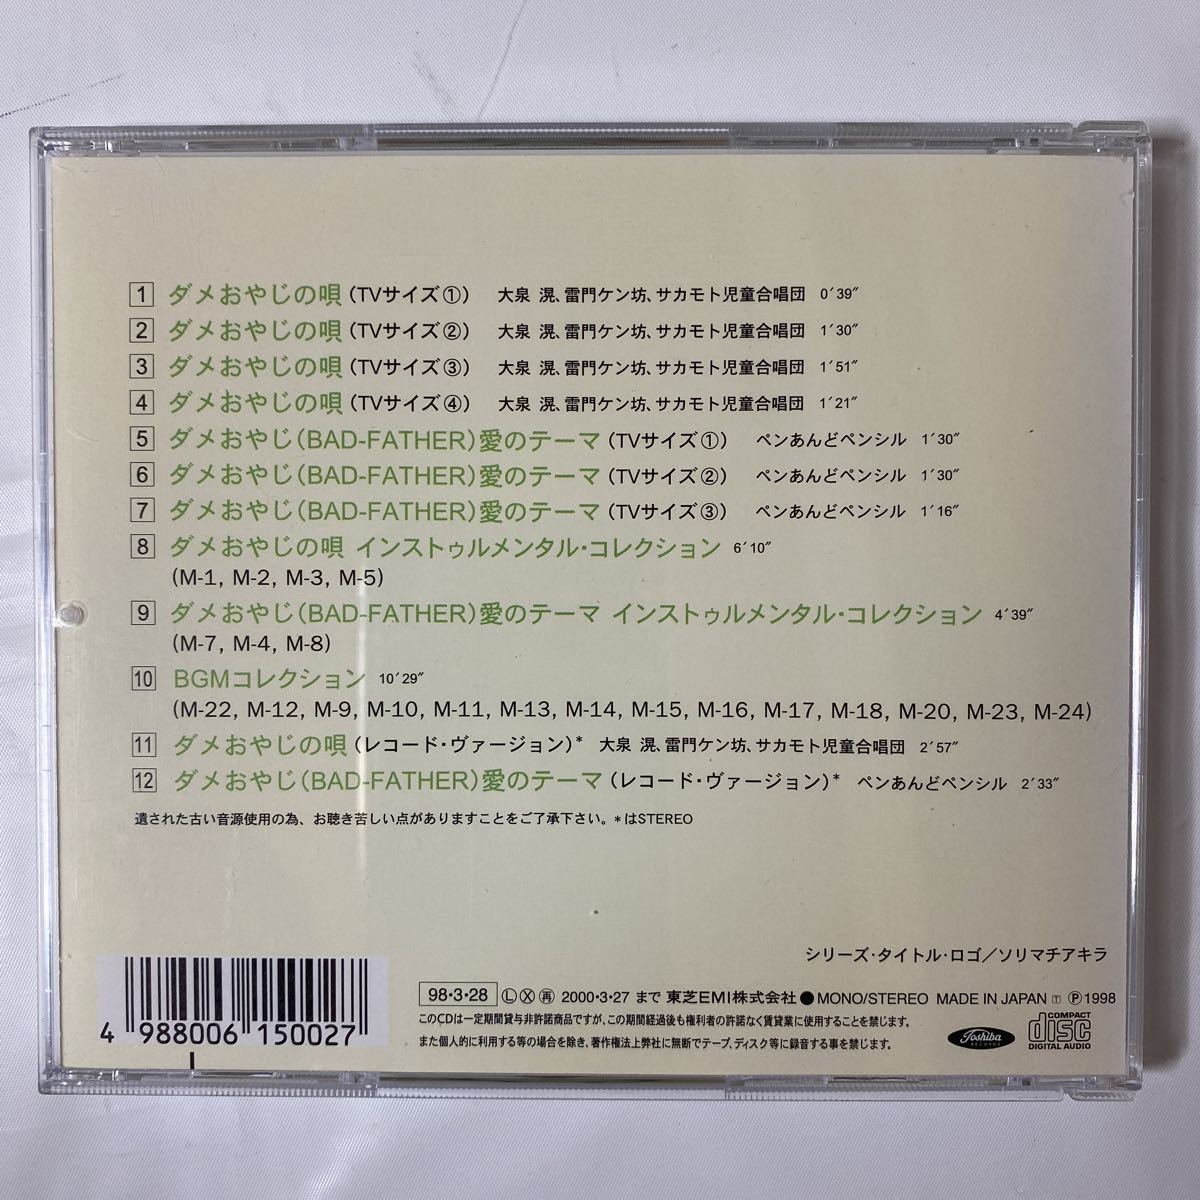 1 ダメおやじの唄(TVサイズ①) 大泉 滉、雷門ケン坊、サカモト児童合唱団 0′39″
2 ダメおやじの唄(TVサイズ②) 大泉 滉、雷門ケン坊、サカモト児童合唱団 1′30″
3 ダメおやじの唄(TVサイズ③) 大泉 滉、雷門ケン坊、サカモト児童合唱団 1′51″
4 ダメおやじの唄(TVサイズ④) 大泉 滉、雷門ケン坊、サカモト児童合唱団 1′21″
5 ダメおやじ(BAD-FATHER)愛のテーマ(TVサイズ①) ペンあんどペンシル 1′30″
6 ダメおやじ(BAD-FATHER)愛のテーマ(TVサイズ②) ペンあんどペンシル 1′30″
7 ダメおやじ(BAD-FATHER)愛のテーマ(TVサイズ③) ペンあんどペンシル 1′16″
8 ダメおやじの唄 インストゥルメンタル・コレクション 6′10″
(M-1, M-2, M-3, M-5)
9 ダメおやじ(BAD-FATHER)愛のテーマ インストゥルメンタル・コレクション 4′39″
(M-7, M-4, M-8)
10 BGMコレクション 10′29″
(M-22, M-12, M-9, M-10, M-11, M-13, M-14, M-15, M-16, M-17, M-18, M-20, M-23, M-24)
11 ダメおやじの唄(レコード・ヴァージョン)* 大泉 滉、雷門ケン坊、サカモト児童合唱団 2′57″
12 ダメおやじ(BAD-FATHER)愛のテーマ(レコード・ヴァージョン)* ペンあんどペンシル 2′33″
遺された古い音源使用の為、お聴き苦しい点がありますことをご了承下さい。*はSTEREO
シリーズ・タイトル・ロゴ/ソリマチアキラ
98・3・28 Ⓛ Ⓧ 再 2000・3・27 まで 東芝EMI株式会社 ●MONO/STEREO MADE IN JAPAN T Ⓟ1998
このCDは一定期間貸与非許諾商品ですが、この期間経過後も権利者の許諾なく賃貸業に使用することを禁じます。
また個人的に利用する等の場合を除き、著作権法上弊社に無断でテープ、ディスク等に録音する事を禁じます。
Toshiba
RECORDS
COMPACT
disc
DIGITAL AUDIO
4 988006 150027